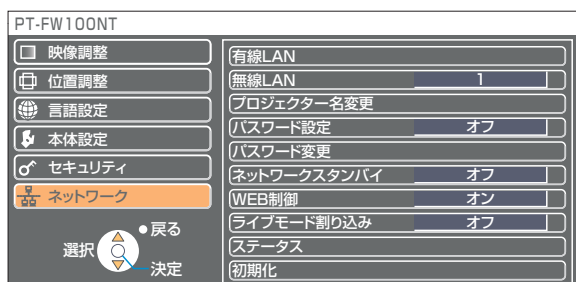 PT-FW100NT
映像調整
位置調整
言語設定
本体設定
セキュリティ
ネットワーク
戻る
選択
決定
有線LAN
無線LAN 1
プロジェクター名変更
パスワード設定 オフ
パスワード変更
ネットワークスタンバイ オフ
WEB制御 オン
ライブモード割り込み オフ
ステータス
初期化